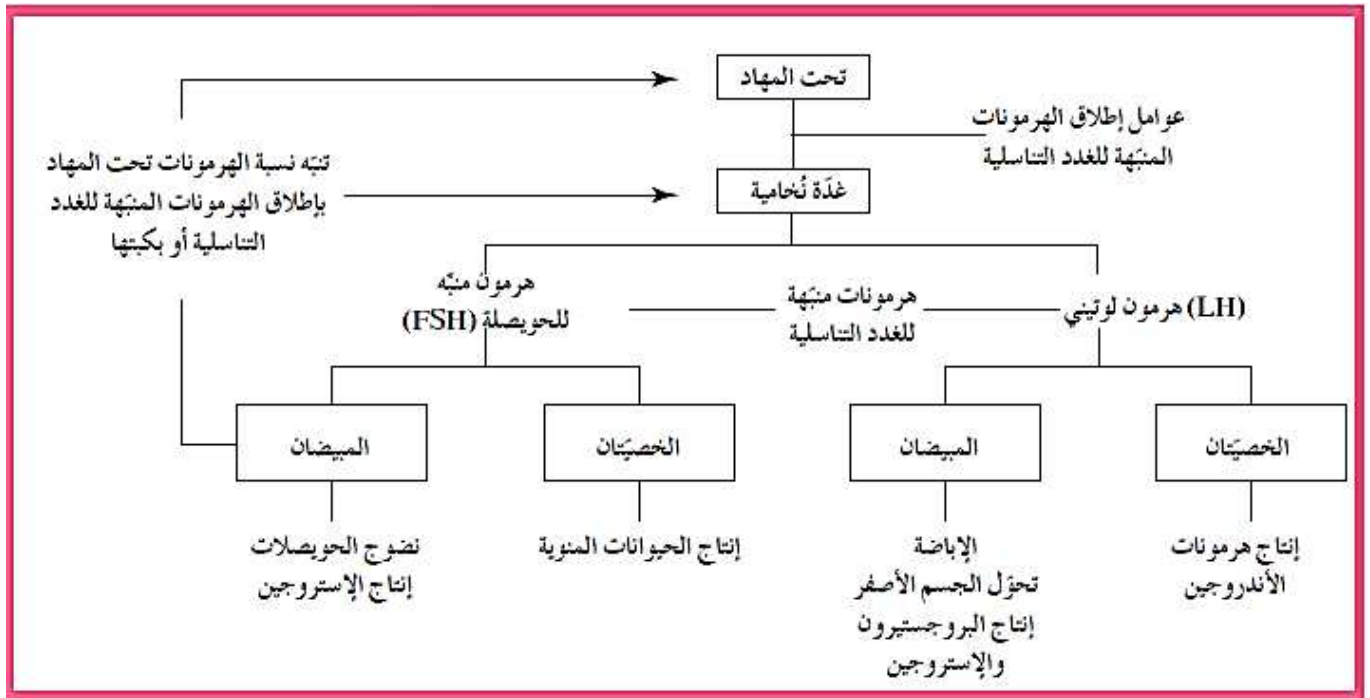 تحت المهاد
عوامل إطلاق الهرمونات
المنبّهة للغدد التناسلية
تنبّه نسبة الهرمونات تحت المهاد
بإطلاق الهرمونات المنبّهة للغدد
التناسلية أو بكبتها
غدّة نُخامية
(LH) هرمون لوتيني
هرمونات منبّهة
للغدد التناسلية
هرمون منبّه
للحويصلة (FSH)
الخصيّتان
المبيضان
الخصيّتان
المبيضان
إنتاج هرمونات
الأندروجين
الإباضة
تحوّل الجسم الأصفر
إنتاج البروجستيرون
والإستروجين
إنتاج الحيوانات المنوية
نضوج الحويصلات
إنتاج الإستروجين